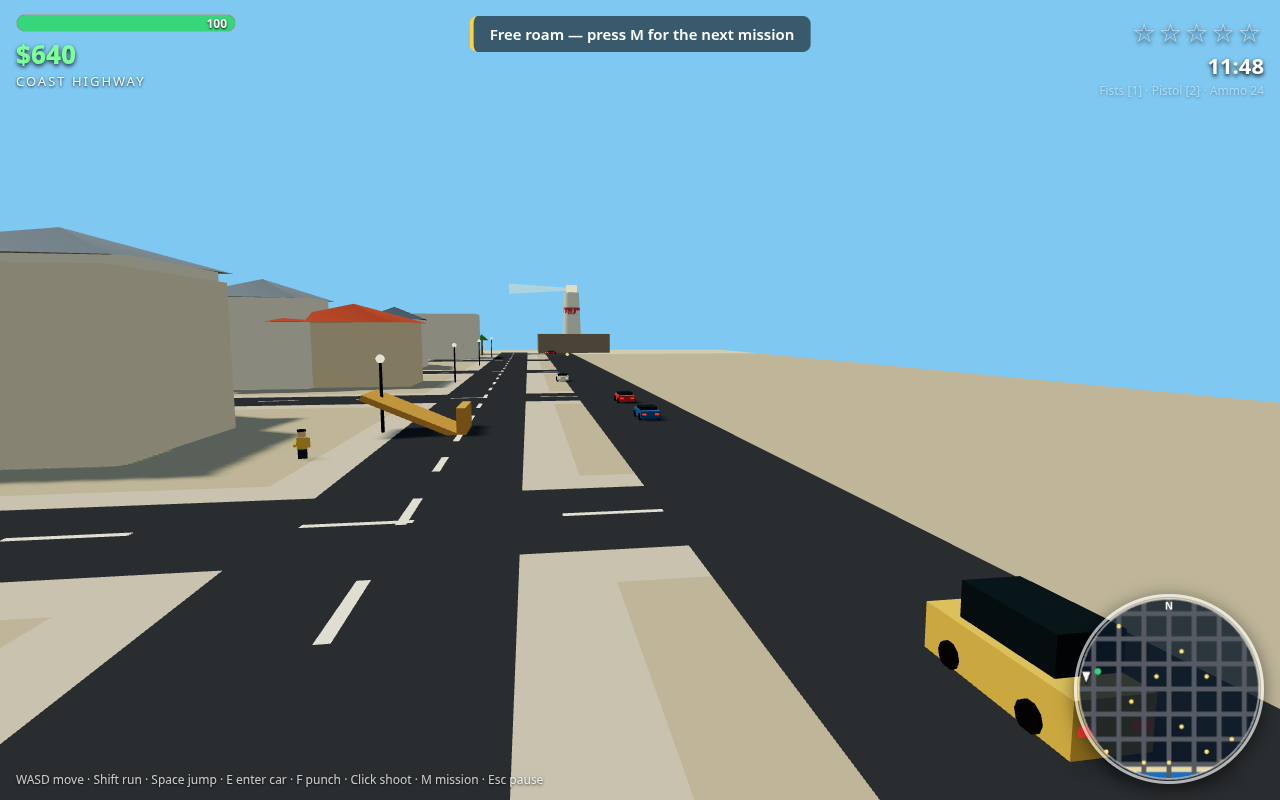 100
Free roam — press M for the next mission
$640
COAST HIGHWAY
11:48
Fists [1] · Pistol [2] · Ammo 24
N
WASD move · Shift run · Space jump · E enter car · F punch · Click shoot · M mission · Esc pause